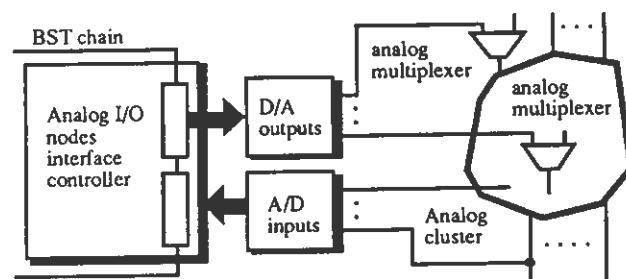 BST chain
Analog I/O
nodes
interface
controller
D/A
outputs
A/D
inputs
analog
multiplexer
analog
multiplexer
Analog
cluster